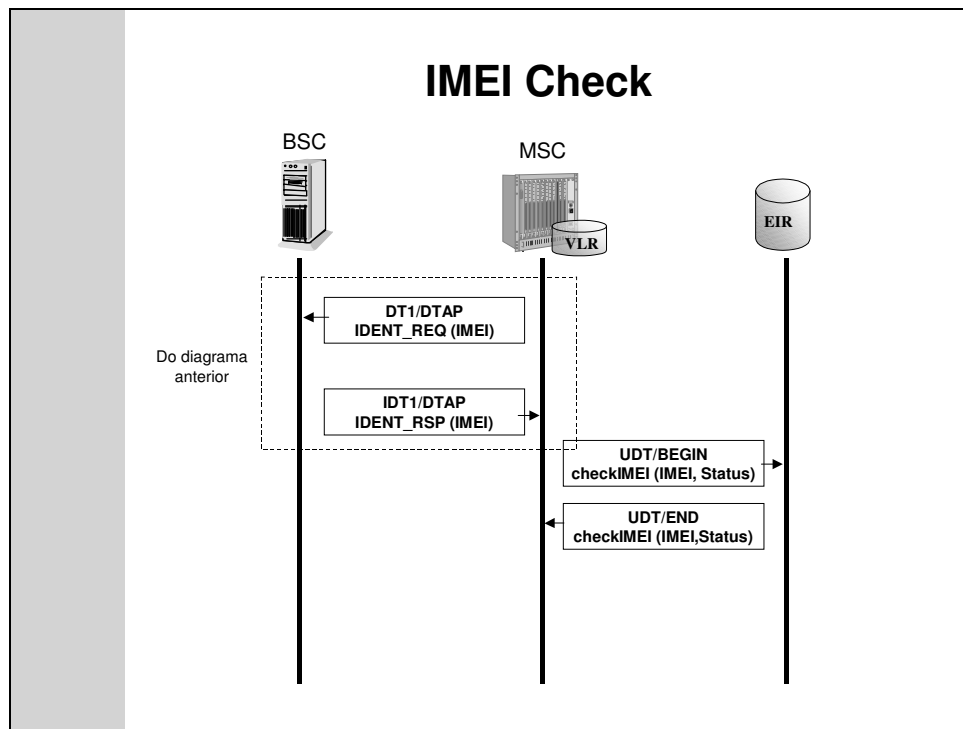 IMEI Check
BSC
MSC
VLR
EIR
DT1/DTAP
IDENT_REQ (IMEI)
Do diagrama
anterior
IDT1/DTAP
IDENT_RSP (IMEI)
UDT/BEGIN
checkIMEI (IMEI, Status)
UDT/END
checkIMEI (IMEI,Status)